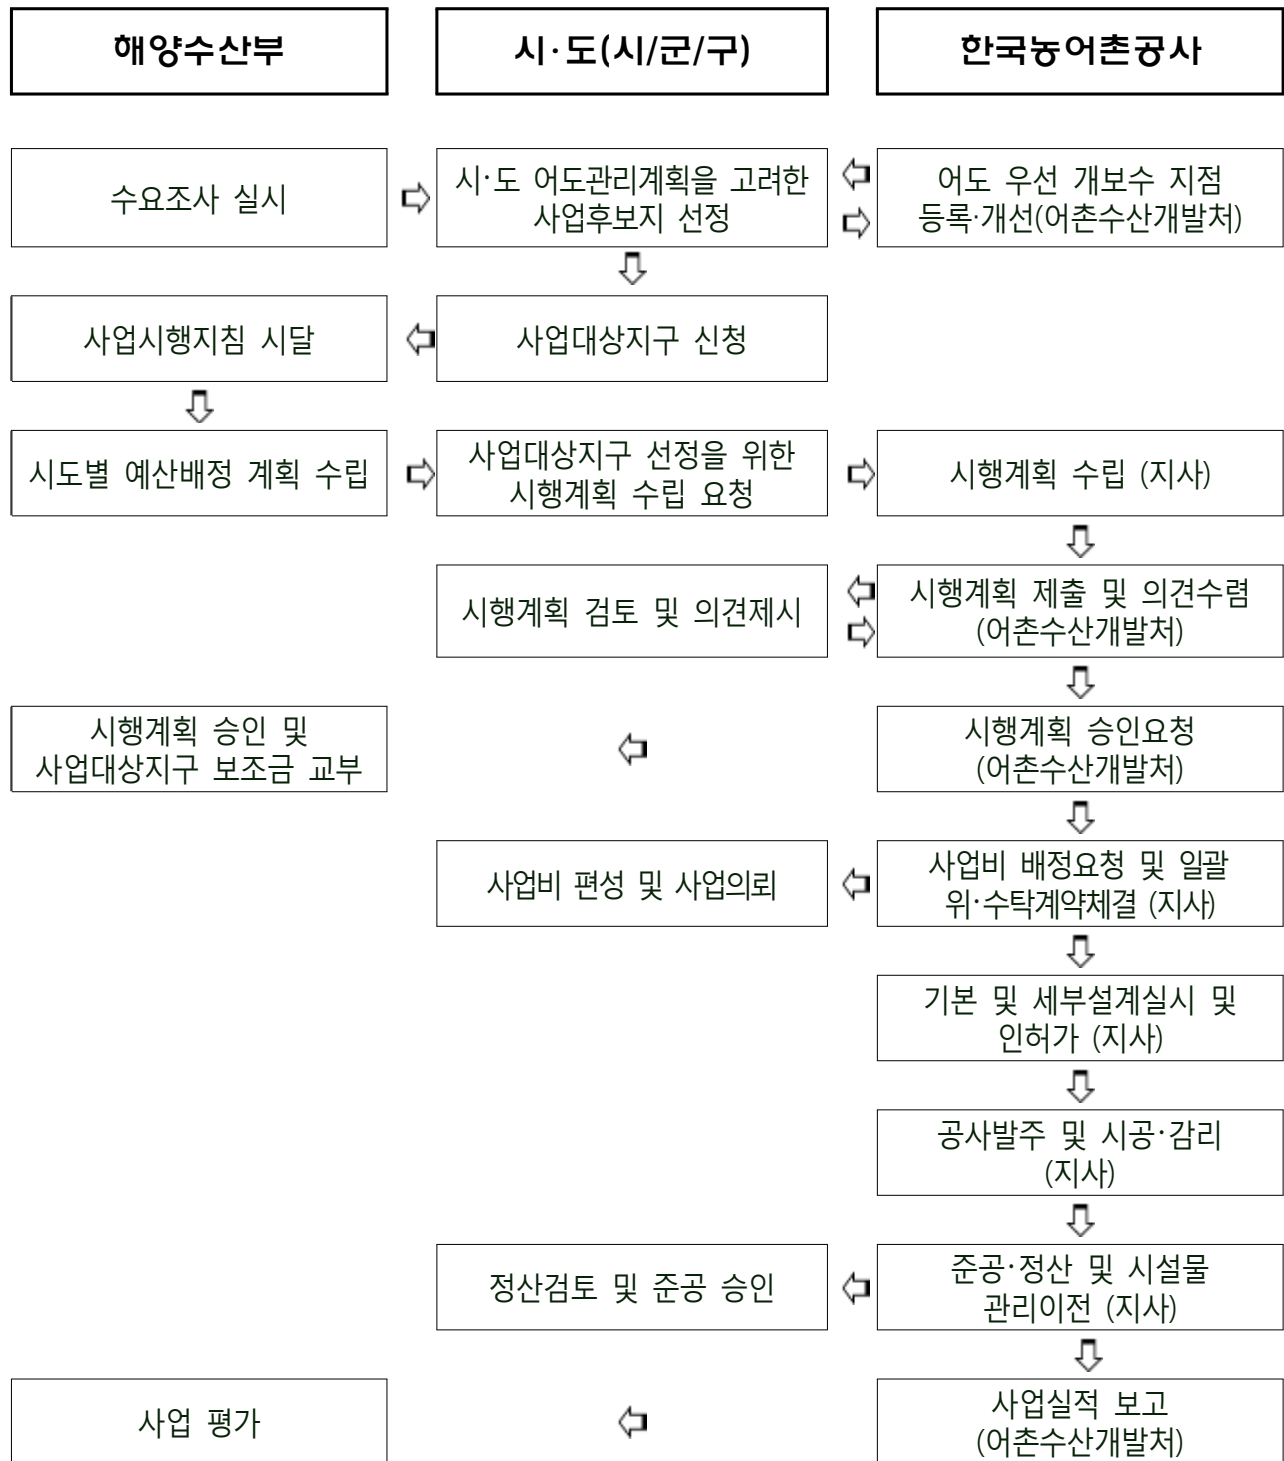 해양수산부
시·도(시/군/구)
한국농어촌공사
수요조사 실시
시·도 어도관리계획을 고려한
사업후보지 선정
어도 우선 개보수 지점
등록·개선(어촌수산개발처)
사업시행지침 시달
사업대상지구 신청
시도별 예산배정 계획 수립
사업대상지구 선정을 위한
시행계획 수립 요청
시행계획 수립 (지사)
시행계획 검토 및 의견제시
시행계획 제출 및 의견수렴
(어촌수산개발처)
시행계획 승인 및
사업대상지구 보조금 교부
시행계획 승인요청
(어촌수산개발처)
사업비 편성 및 사업의뢰
사업비 배정요청 및 일괄
위·수탁계약체결 (지사)
기본 및 세부설계실시 및
인허가 (지사)
공사발주 및 시공·감리
(지사)
정산검토 및 준공 승인
준공·정산 및 시설물
관리이전 (지사)
사업 평가
사업실적 보고
(어촌수산개발처)